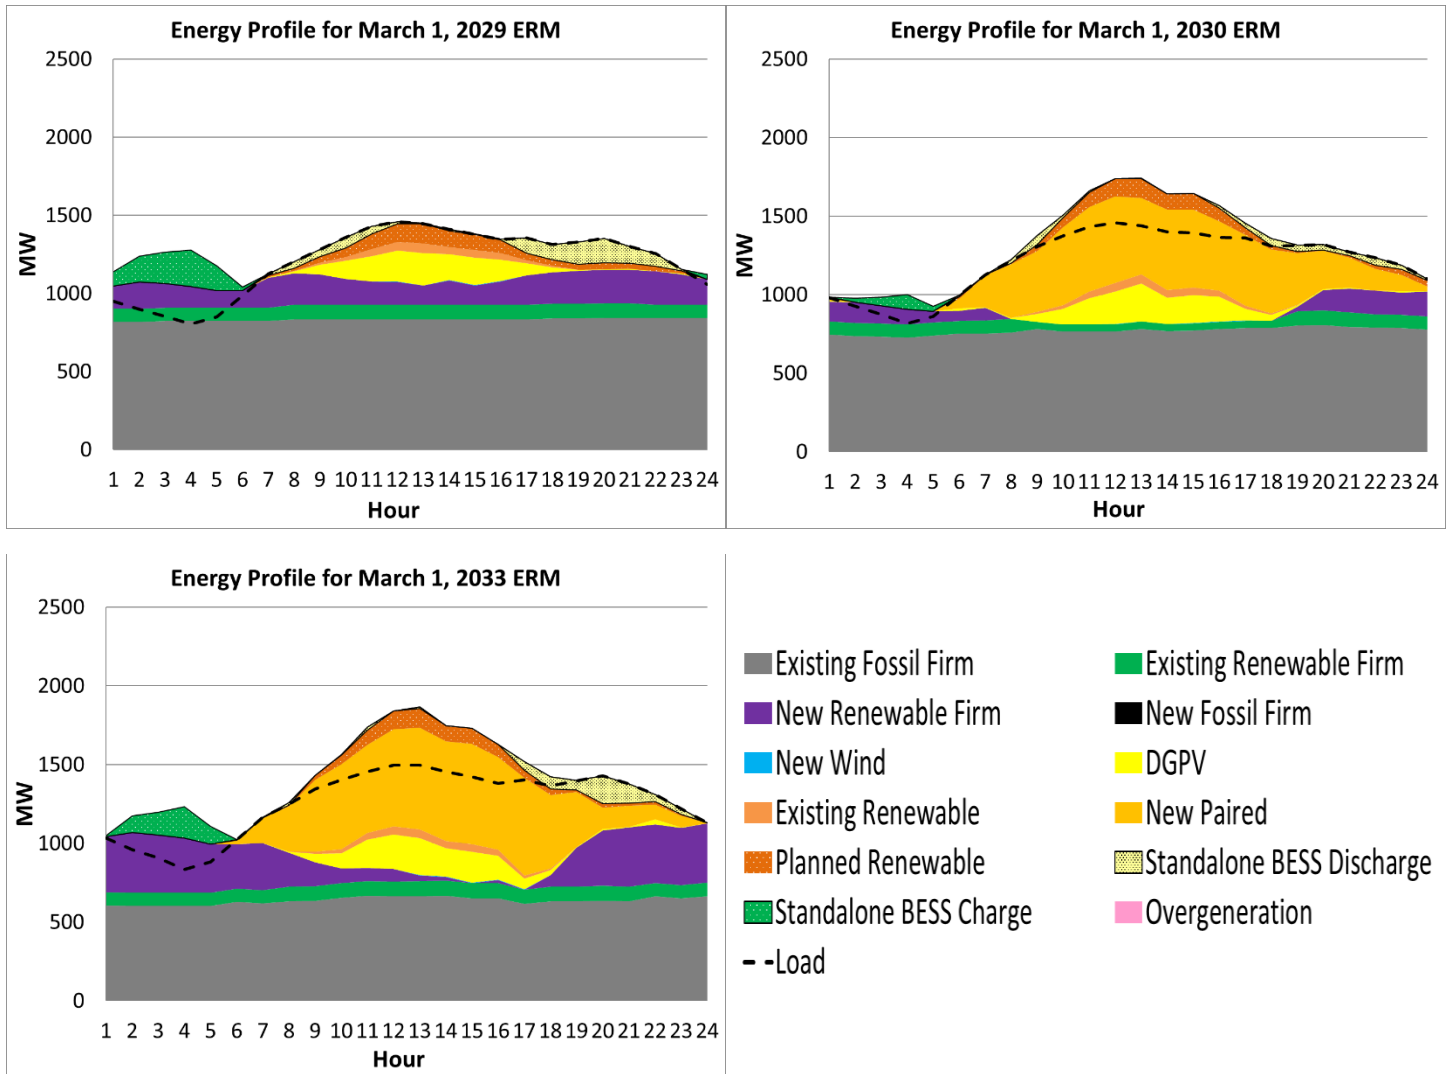 Energy Profile for March 1, 2029 ERM
2500
2000
1500
1000
500
0
MW
1 2 3 4 5 6 7 8 9 10 11 12 13 14 15 16 17 18 19 20 21 22 23 24
Hour
Energy Profile for March 1, 2030 ERM
2500
2000
1500
1000
500
0
MW
1 2 3 4 5 6 7 8 9 10 11 12 13 14 15 16 17 18 19 20 21 22 23 24
Hour
Energy Profile for March 1, 2033 ERM
2500
2000
1500
1000
500
0
MW
1 2 3 4 5 6 7 8 9 10 11 12 13 14 15 16 17 18 19 20 21 22 23 24
Hour
Existing Fossil Firm
Existing Renewable Firm
New Renewable Firm
New Fossil Firm
New Wind
DGPV
Existing Renewable
New Paired
Planned Renewable
Standalone BESS Discharge
Standalone BESS Charge
Overgeneration
Load